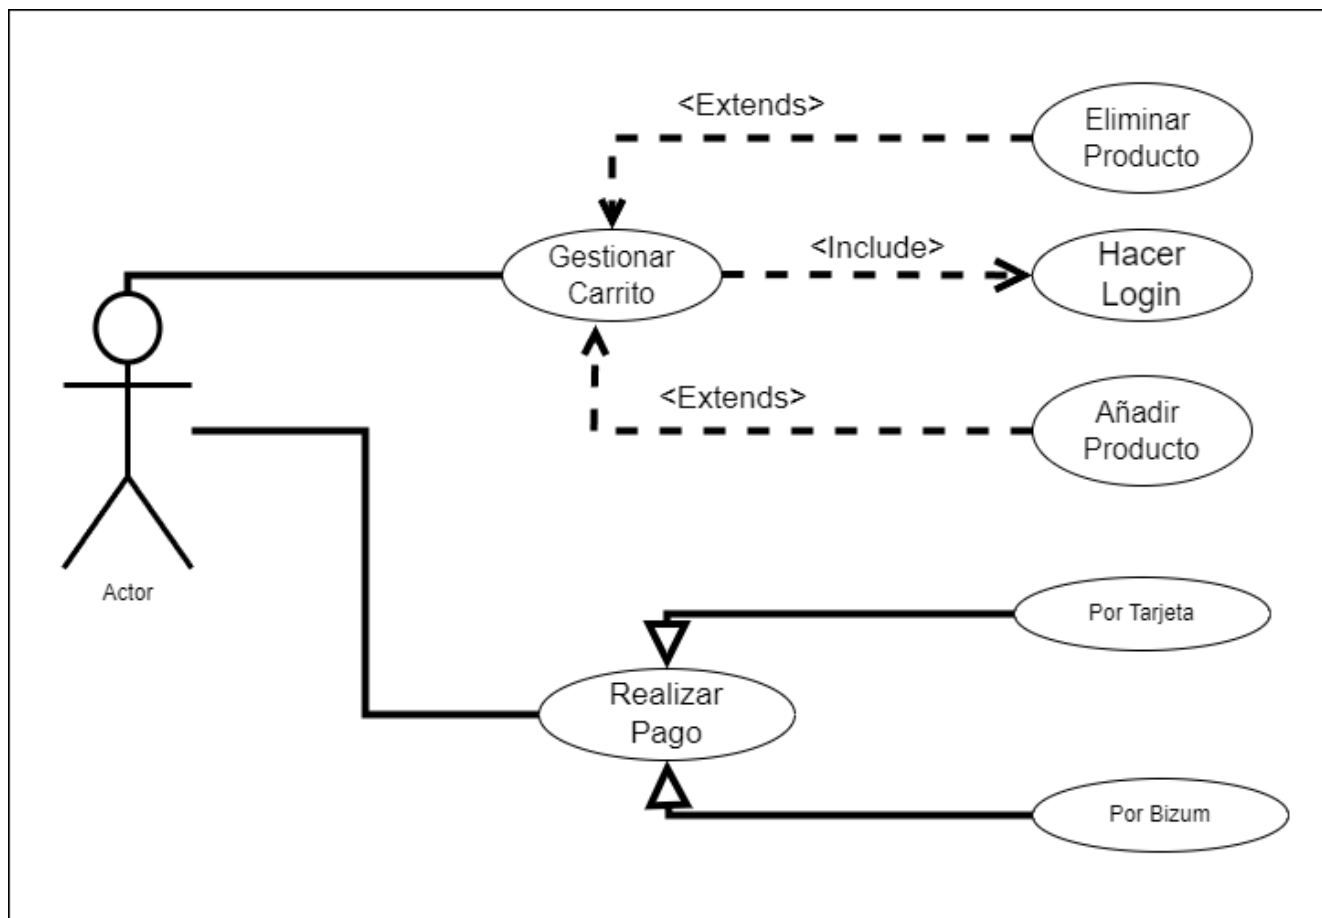 <Extends>
Eliminar
Producto
Gestionar
Carrito
<Include>
Hacer
Login
<Extends>
Añadir
Producto
Actor
Por Tarjeta
Realizar
Pago
Por Bizum